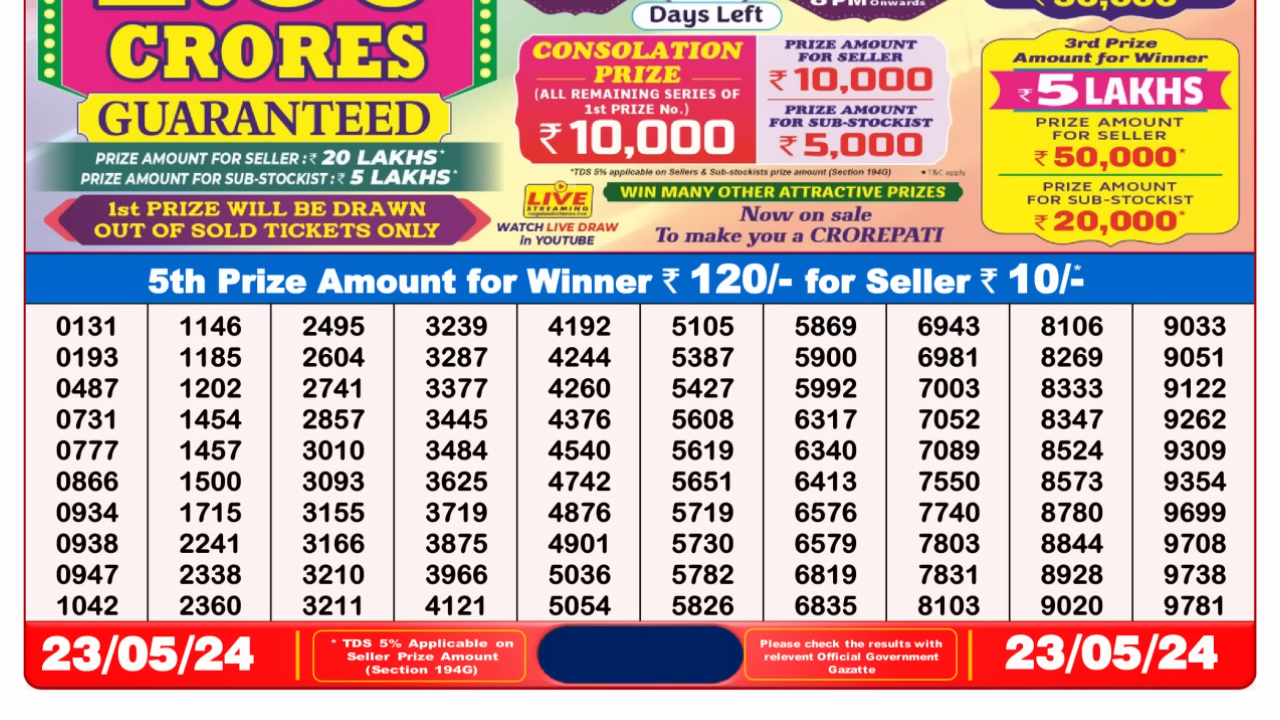 CRORES
GUARANTEED
PRIZE AMOUNT FOR SELLER :₹ 20 LAKHS*
PRIZE AMOUNT FOR SUB-STOCKIST :₹ 5 LAKHS*
1st PRIZE WILL BE DRAWN
OUT OF SOLD TICKETS ONLY
Days Left
8 PM Onwards
CONSOLATION
PRIZE
(ALL REMAINING SERIES OF
1st PRIZE No.)
₹ 10,000
PRIZE AMOUNT
FOR SELLER
₹ 10,000
PRIZE AMOUNT
FOR SUB-STOCKIST
₹ 5,000
*TDS 5% applicable on Sellers & Sub-stockists prize amount (Section 194G)
* T&C apply
LIVE
STREAMING
WATCH LIVE DRAW
in YOUTUBE
WIN MANY OTHER ATTRACTIVE PRIZES
Now on sale
To make you a CROREPATI
3rd Prize
Amount for Winner
₹ 5 LAKHS
PRIZE AMOUNT
FOR SELLER
₹ 50,000*
PRIZE AMOUNT
FOR SUB-STOCKIST
₹ 20,000*
5th Prize Amount for Winner ₹ 120/- for Seller ₹ 10/-*
0131 1146 2495 3239 4192 5105 5869 6943 8106 9033
0193 1185 2604 3287 4244 5387 5900 6981 8269 9051
0487 1202 2741 3377 4260 5427 5992 7003 8333 9122
0731 1454 2857 3445 4376 5608 6317 7052 8347 9262
0777 1457 3010 3484 4540 5619 6340 7089 8524 9309
0866 1500 3093 3625 4742 5651 6413 7550 8573 9354
0934 1715 3155 3719 4876 5719 6576 7740 8780 9699
0938 2241 3166 3875 4901 5730 6579 7803 8844 9708
0947 2338 3210 3966 5036 5782 6819 7831 8928 9738
1042 2360 3211 4121 5054 5826 6835 8103 9020 9781
23/05/24
* TDS 5% Applicable on
Seller Prize Amount
(Section 194G)
Please check the results with
relevent Official Government
Gazatte
23/05/24